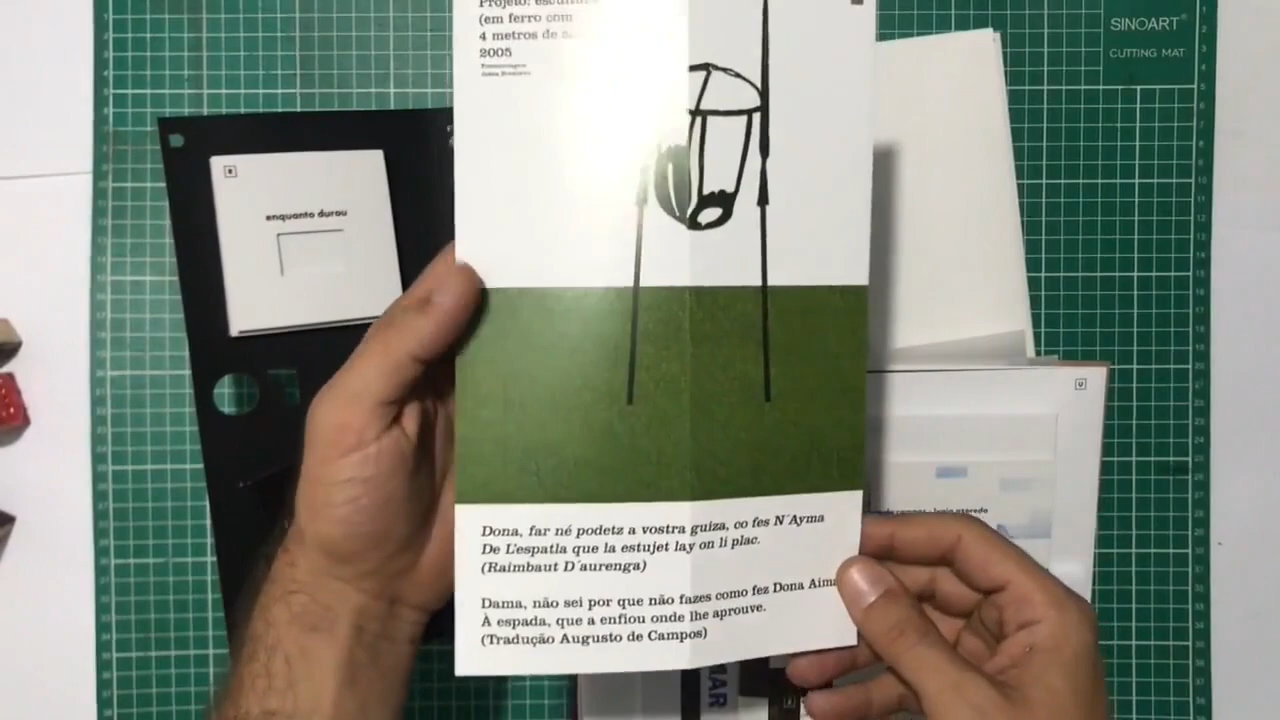 Projeto:
(em ferro com
4 metros de
2005
SINOART
CUTTING MAT
enquanto durou
Dona, far né podetz a vostra guiza, co fes N´Ayma
De L'espatla que la estujet lay on li plac.
(Raimbaut D´aurenga)
Dama, não sei por que não fazes como fez Dona Aima
À espada, que a enfiou onde lhe aprouve.
(Tradução Augusto de Campos)